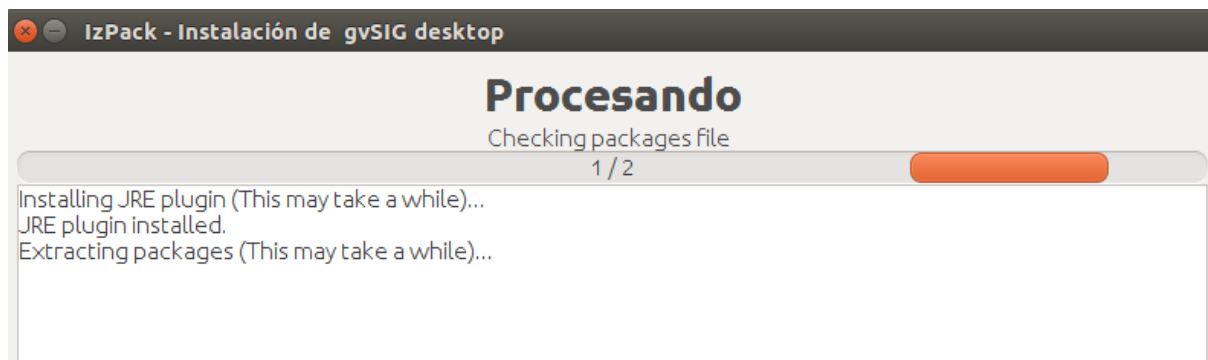 IzPack - Instalación de gvSIG desktop
Procesando
Checking packages file
1 / 2
Installing JRE plugin (This may take a while)...
JRE plugin installed.
Extracting packages (This may take a while)...